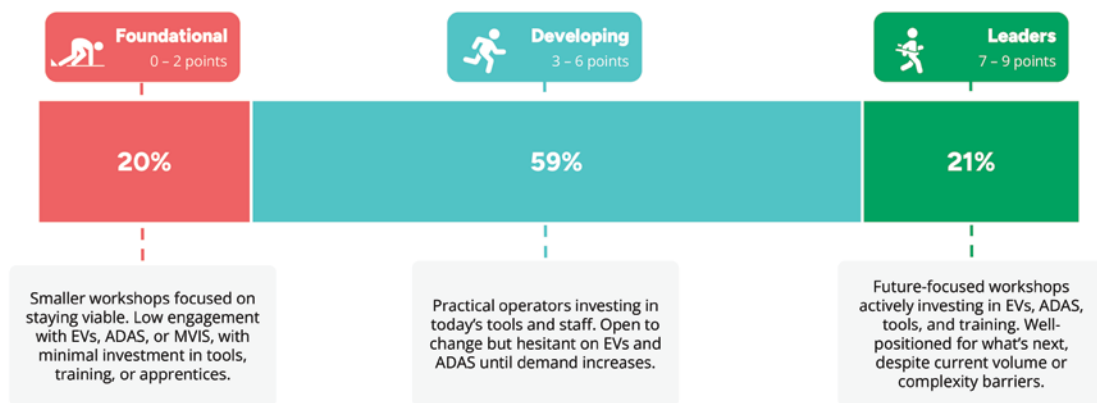 Foundational
0 – 2 points
Developing
3 – 6 points
Leaders
7 – 9 points
20%
59%
21%
Smaller workshops focused on
staying viable. Low engagement
with EVs, ADAS, or MVIS, with
minimal investment in tools,
training, or apprentices.
Practical operators investing in
today's tools and staff. Open to
change but hesitant on EVs and
ADAS until demand increases.
Future-focused workshops
actively investing in EVs, ADAS,
tools, and training. Well-
positioned for what's next,
despite current volume or
complexity barriers.